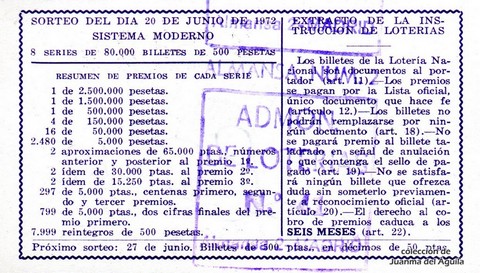 SORTEO DEL DIA 20 DE JUNIO DE 1972
SISTEMA MODERNO
8 SERIES DE 80.000 BILLETES DE 500 PESETAS
RESUMEN DE PREMIOS DE CADA SERIE
1 de 2.500.000 pesetas.
1 de 1.500.000 pesetas.
1 de 500.000 pesetas.
4 de 150.000 pesetas.
16 de 50.000 pesetas.
2.480 de 5.000 pesetas.
2 aproximaciones de 65.000 ptas., números
anterior y posterior al premio 1º.
2 ídem de 30.000 ptas. al premio 2º.
2 ídem de 15.250 ptas. al premio 3º.
297 de 5.000 ptas., centenas primero, segun-
do y tercer premios.
799 de 5.000 ptas., dos cifras finales del pre-
mio primero.
7.999 reintegros de 500 pesetas.
EXTRACTO DE LA INS-
TRUCCION DE LOTERIAS
Los billetes de la Lotería Na-
cional son documentos al por-
tador (art. 11).—Los premios
se pagan por la Lista oficial,
único documento que hace fe
(artículo 12.)—Los billetes no
podrán remplazarse por nin-
gún documento (art. 18).—No
se pagará premio al billete ta-
ladrado en señal de anulación
o que contenga el sello de pa-
gado (art. 19).—No se satisfa-
rá ningún billete que ofrezca
duda sin someterlo previamen-
te a reconocimiento oficial (ar-
tículo 20).—El derecho al co-
bro de premios caduca a los
SEIS MESES (art. 22).
Próximo sorteo: 27 de junio. Billetes de 500 ptas. en décimos de 50 ptas.
ALMANSA, NUM. 2
ADMON
LOTE
Nº
MADRID
colección de
Juanma del Águila